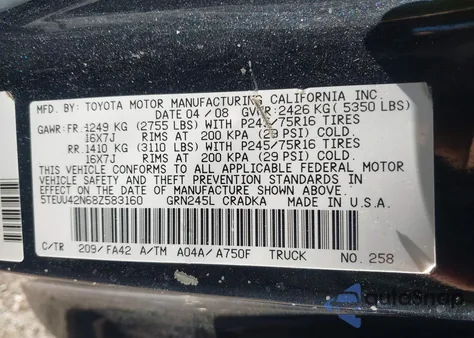 MFD. BY: TOYOTA MOTOR MANUFACTURING CALIFORNIA INC.
DATE 04/08 GVWR: 2426 KG(5350 LBS)
GAWR: FR. 1249 KG (2755 LBS) WITH P245/75R16 TIRES
16X7J RIMS AT 200 KPA (29 PSI) COLD.
RR. 1410 KG (3110 LBS) WITH P245/75R16 TIRES
16X7J RIMS AT 200 KPA (29 PSI) COLD.
THIS VEHICLE CONFORMS TO ALL APPLICABLE FEDERAL MOTOR
VEHICLE SAFETY AND THEFT PREVENTION STANDARDS IN
EFFECT ON THE DATE OF MANUFACTURE SHOWN ABOVE.
5TEUU42N68Z583160 GRN245L CRADKA MADE IN U.S.A.
C/TR 209/FA42 A/TM A04A/A750F TRUCK NO. 258
autoSnap